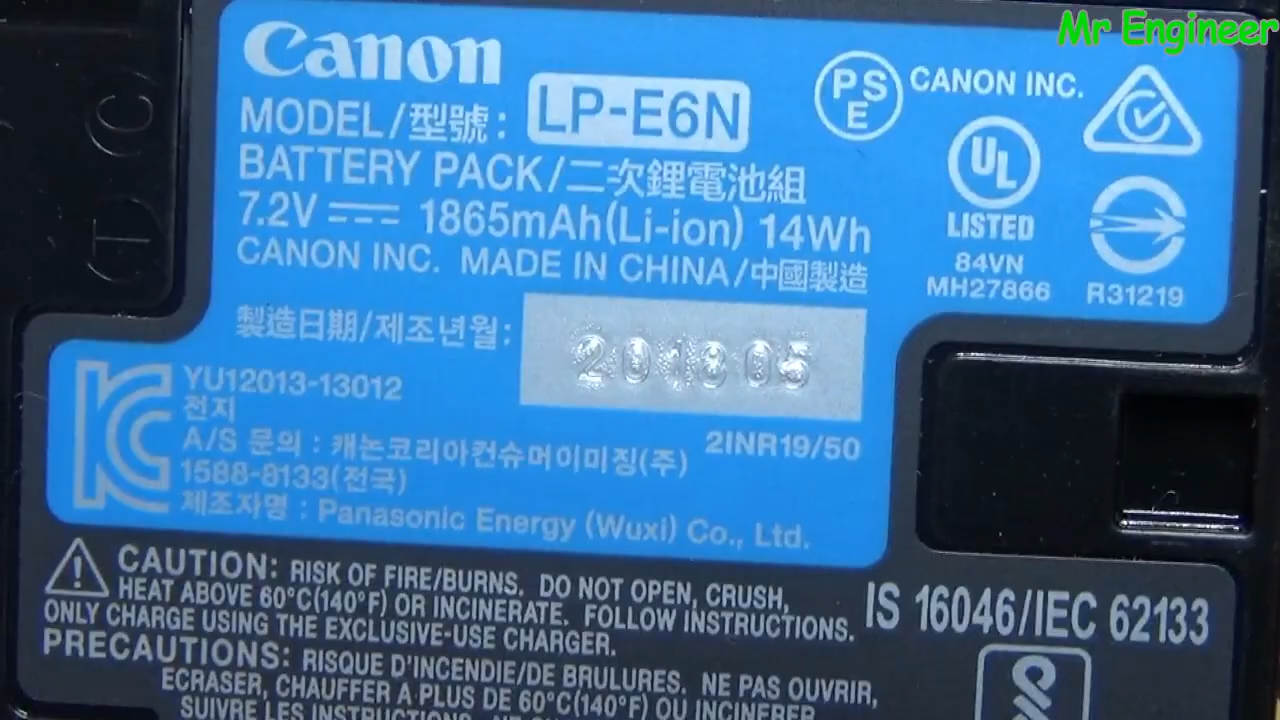 Mr Engineer
Canon
MODEL/型號: LP-E6N
BATTERY PACK/二次鋰電池組
7.2V 1865mAh(Li-ion) 14Wh
CANON INC. MADE IN CHINA/中國製造
PSE CANON INC.
UL
LISTED
84VN
MH27866
R31219
製造日期/제조년월: 201805
YU12013-13012
전지
A/S 문의 : 캐논코리아컨슈머이미징(주)
1588-8133(전국)
제조자명 : Panasonic Energy (Wuxi) Co., Ltd.
2INR19/50
CAUTION: RISK OF FIRE/BURNS. DO NOT OPEN, CRUSH,
HEAT ABOVE 60°C(140°F) OR INCINERATE. FOLLOW INSTRUCTIONS.
ONLY CHARGE USING THE EXCLUSIVE-USE CHARGER.
IS 16046/IEC 62133
PRECAUTIONS: RISQUE D'INCENDIE/DE BRULURES. NE PAS OUVRIR,
ECRASER, CHAUFFER A PLUS DE 60°C(140°F) OU INCINERER.
SUIVRE LES INSTRUCTIONS.